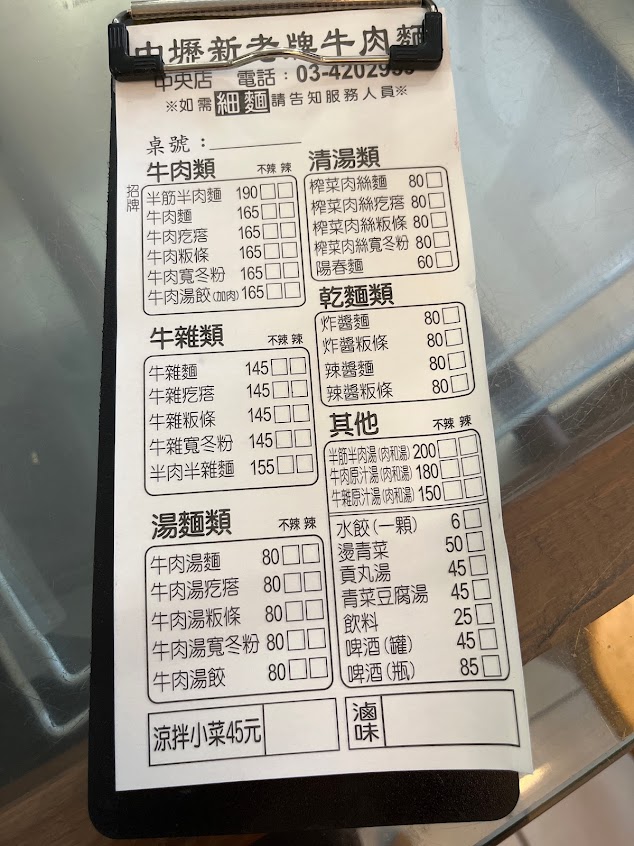 中壢新老牌牛肉麵
中央店 電話：03-4202999
※如需細麵請告知服務人員※
桌號：
牛肉類 不辣 辣
招牌
半筋半肉麵 190
牛肉麵 165
牛肉疙瘩 165
牛肉粄條 165
牛肉寬冬粉 165
牛肉湯餃(加肉) 165
牛雜類 不辣 辣
牛雜麵 145
牛雜疙瘩 145
牛雜粄條 145
牛雜寬冬粉 145
半肉半雜麵 155
湯麵類 不辣 辣
牛肉湯麵 80
牛肉湯疙瘩 80
牛肉湯粄條 80
牛肉湯寬冬粉 80
牛肉湯餃 80
涼拌小菜45元
清湯類
榨菜肉絲麵 80
榨菜肉絲疙瘩 80
榨菜肉絲粄條 80
榨菜肉絲寬冬粉 80
陽春麵 60
乾麵類
炸醬麵 80
炸醬粄條 80
辣醬麵 80
辣醬粄條 80
其他 不辣 辣
半筋半肉湯(肉和湯) 200
牛肉原汁湯(肉和湯) 180
牛雜原汁湯(肉和湯) 150
水餃(一顆) 6
燙青菜 50
貢丸湯 45
青菜豆腐湯 45
飲料 25
啤酒(罐) 45
啤酒(瓶) 85
滷味